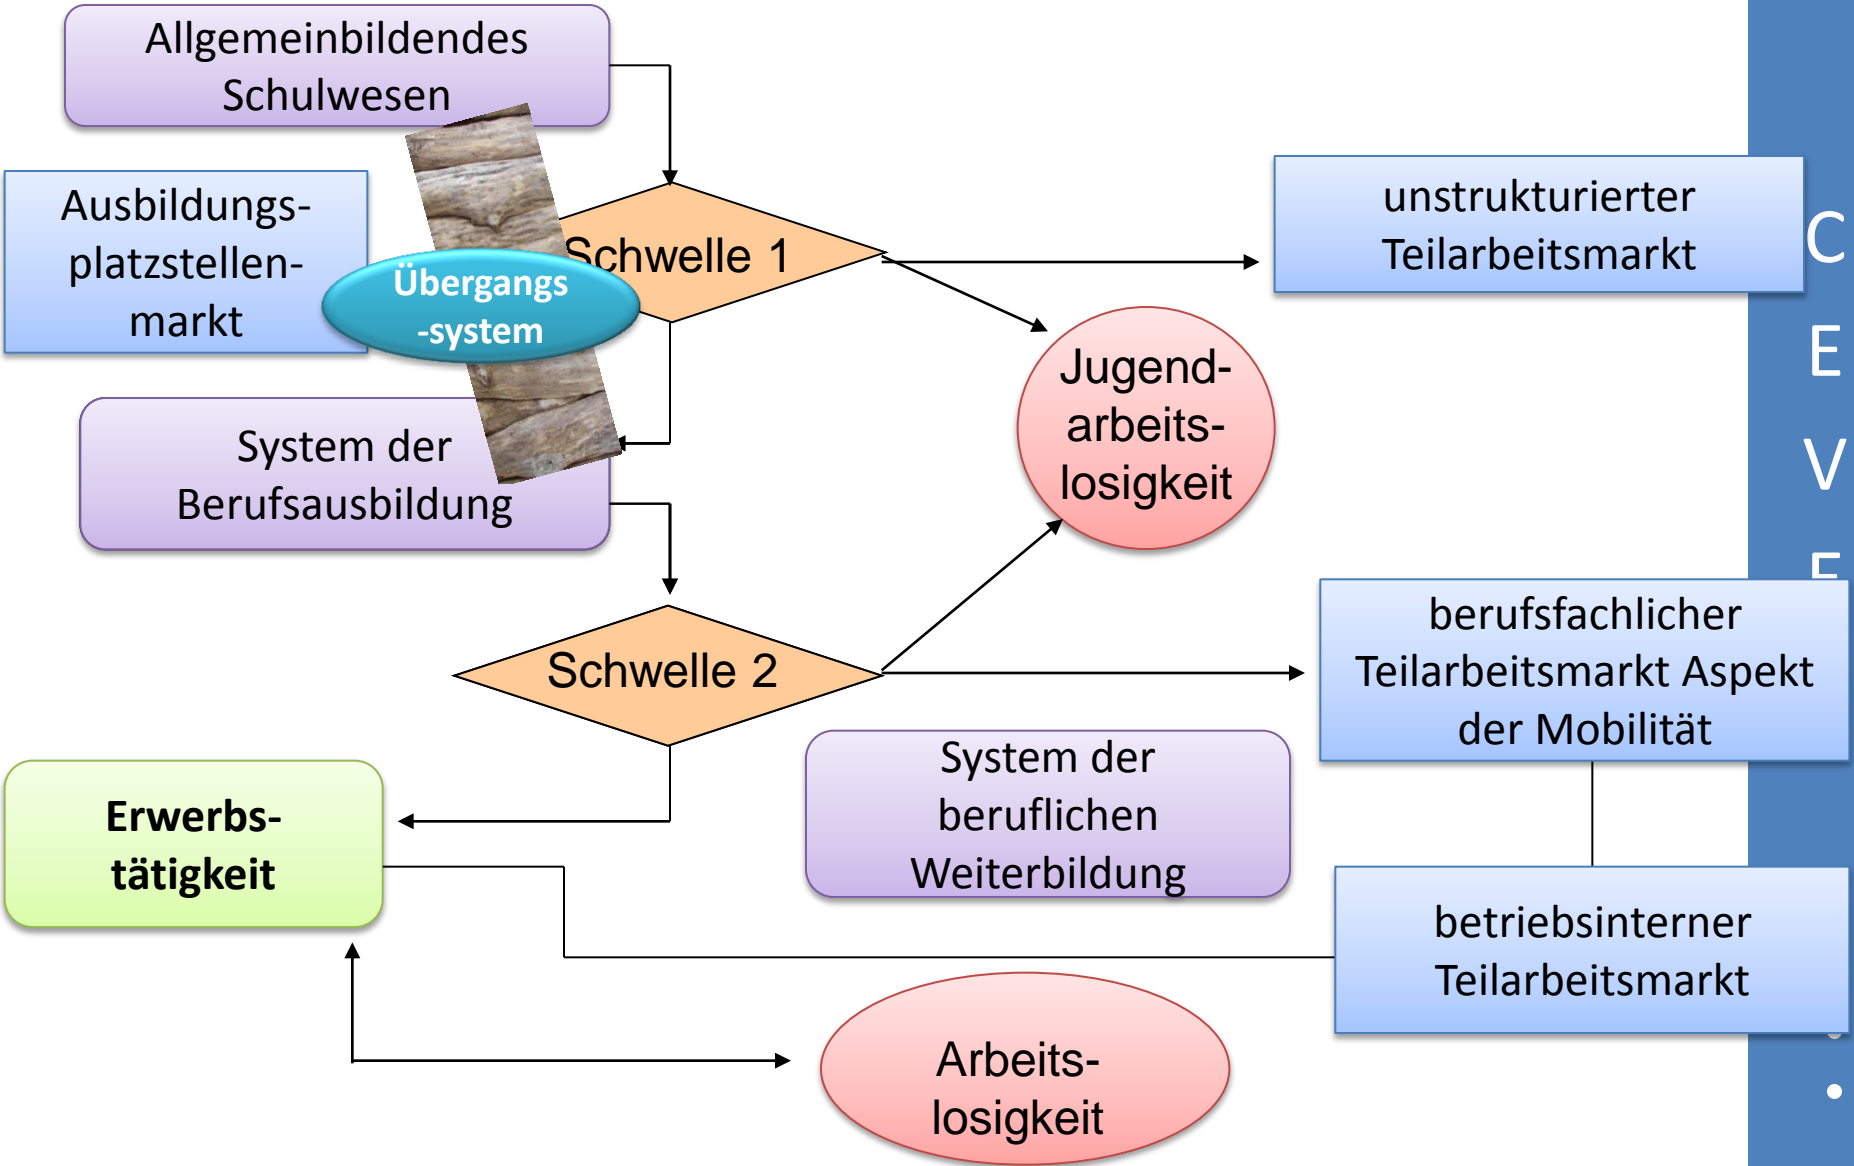 Allgemeinbildendes
Schulwesen
Ausbildungs-
platzstellen-
markt
Übergangs
-system
Schwelle 1
unstrukturierter
Teilarbeitsmarkt
Jugend-
arbeits-
losigkeit
System der
Berufsausbildung
Schwelle 2
berufsfachlicher
Teilarbeitsmarkt Aspekt
der Mobilität
System der
beruflichen
Weiterbildung
Erwerbs-
tätigkeit
betriebsinterner
Teilarbeitsmarkt
Arbeits-
losigkeit
C
E
V